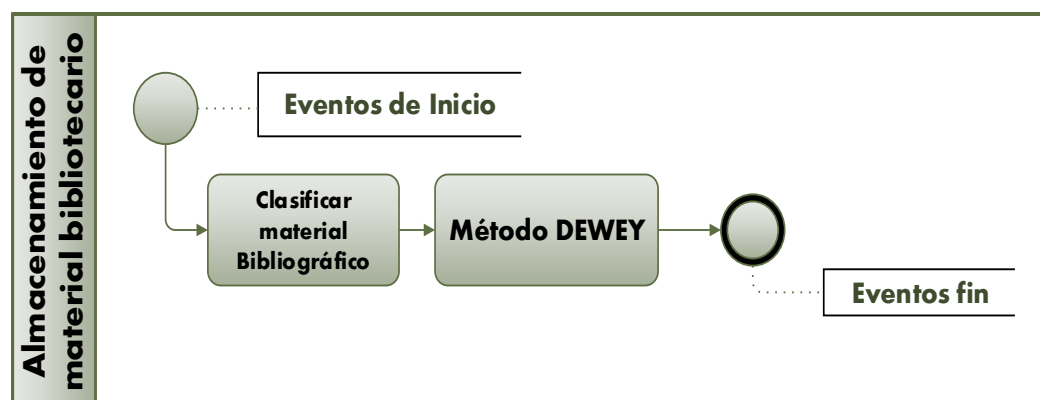 Almacenamiento de
material bibliotecario
Eventos de Inicio
Clasificar
material
Bibliográfico
Método DEWEY
Eventos fin